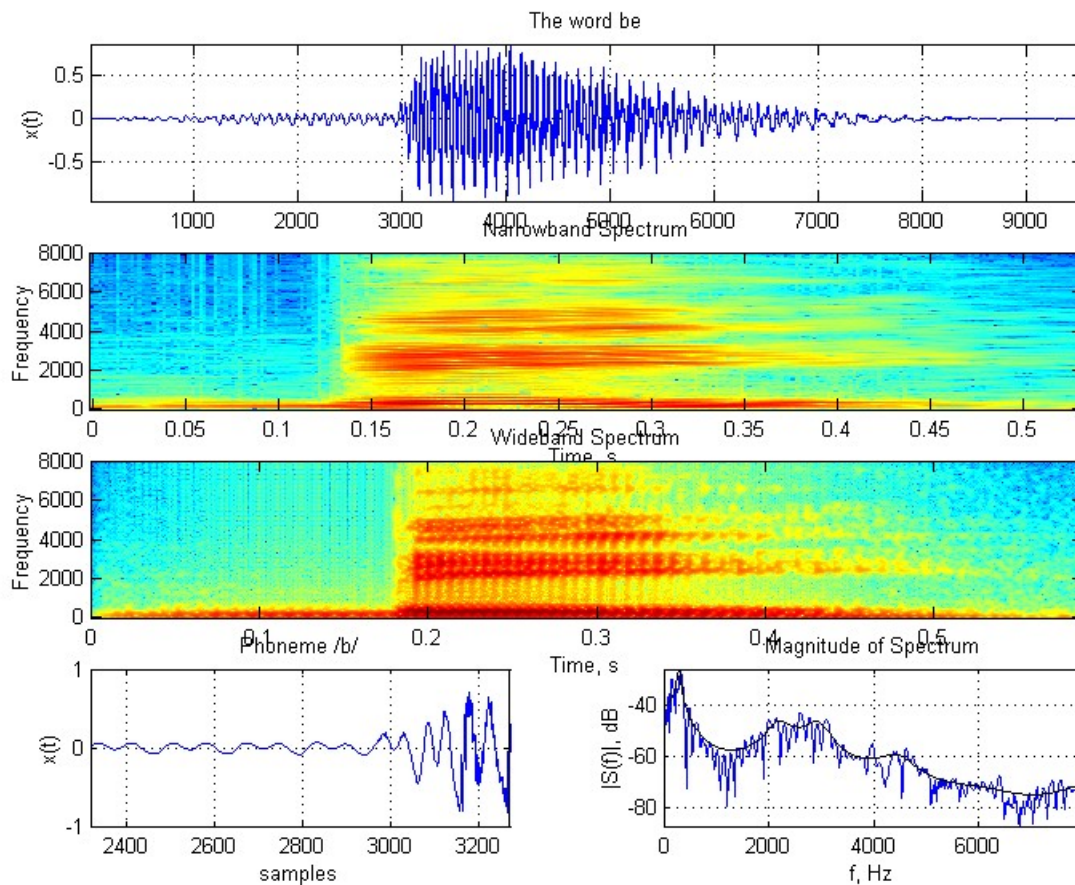 The word be
0.5
0
-0.5
x(t)
1000 2000 3000 4000 5000 6000 7000 8000 9000
Narrowband Spectrum
8000
6000
4000
2000
0
Frequency
0 0.05 0.1 0.15 0.2 0.25 0.3 0.35 0.4 0.45 0.5
Time, s
Wideband Spectrum
8000
6000
4000
2000
0
Frequency
0 0.1 0.2 0.3 0.4 0.5
Time, s
Phoneme /b/
1
0
-1
x(t)
2400 2600 2800 3000 3200
samples
Magnitude of Spectrum
-40
-60
-80
|S(f)|, dB
0 2000 4000 6000
f, Hz